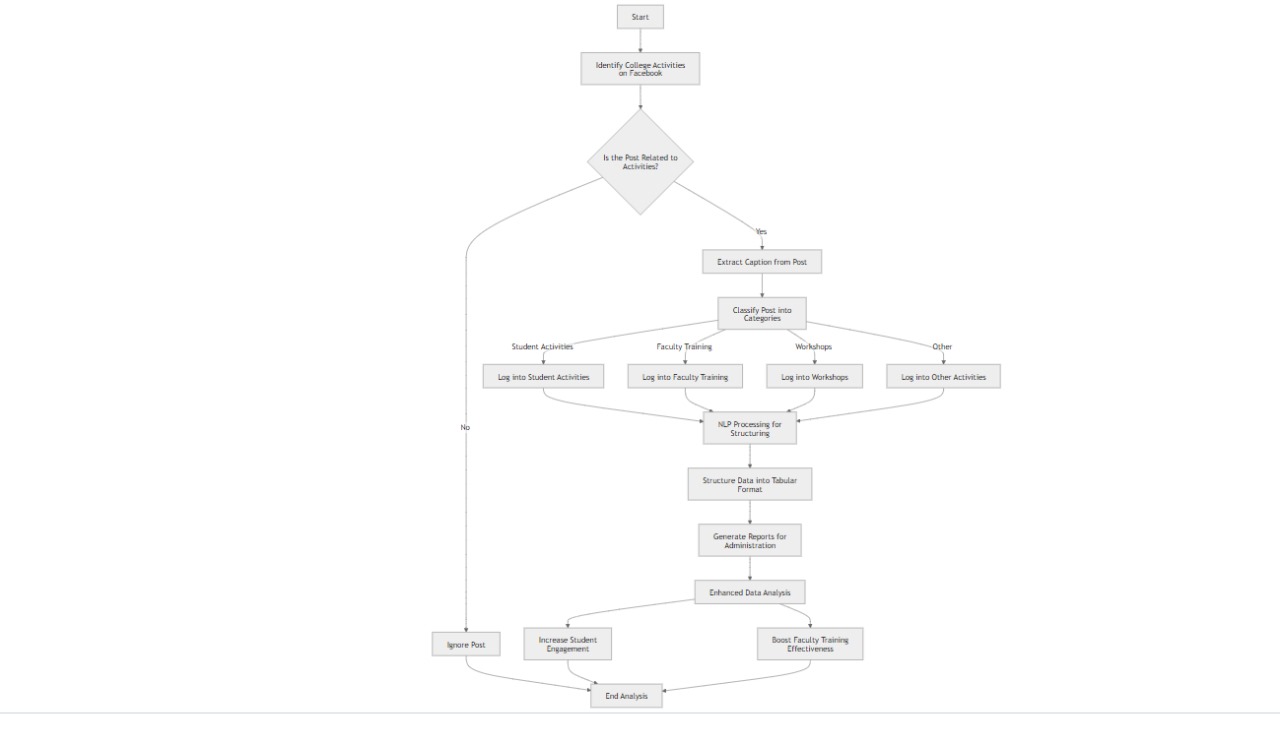 Start
Identify College Activities
on Facebook
Is the Post Related to
Activities?
Yes
Extract Caption from Post
Classify Post into
Categories
Student Activities
Faculty Training
Workshops
Other
Log into Student Activities
Log into Faculty Training
Log into Workshops
Log into Other Activities
No
NLP Processing for
Structuring
Structure Data into Tabular
Format
Generate Reports for
Administration
Enhanced Data Analysis
Ignore Post
Increase Student
Engagement
Boost Faculty Training
Effectiveness
End Analysis